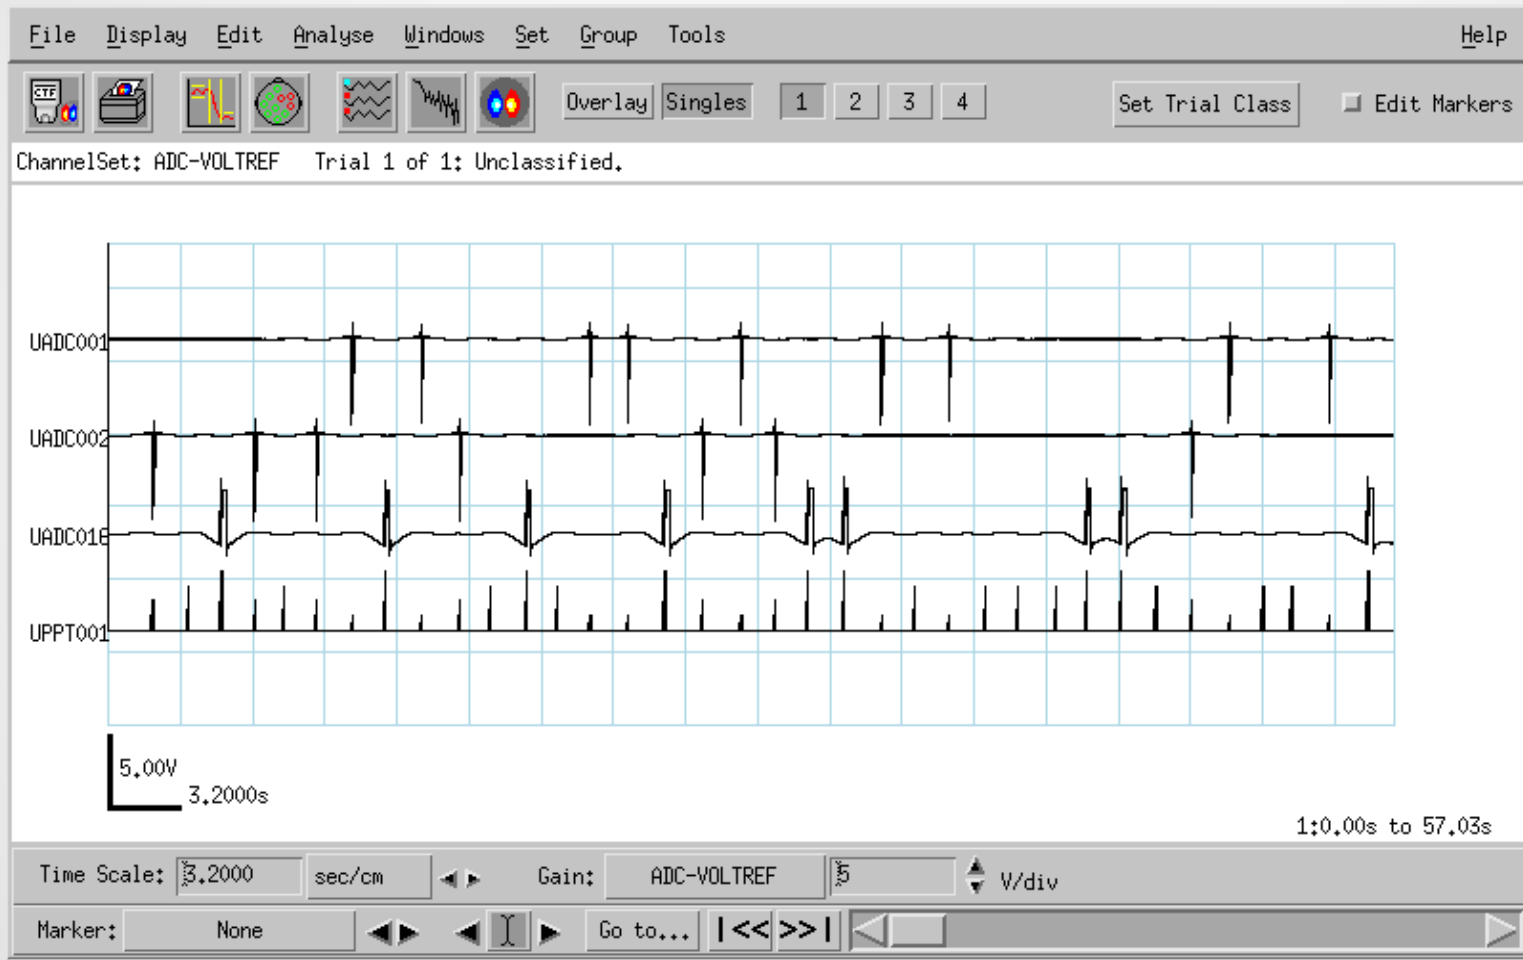 File Display Edit Analyse Windows Set Group Tools Help
CTF Overlay Singles 1 2 3 4 Set Trial Class Edit Markers
ChannelSet: ADC-VOLTREF Trial 1 of 1: Unclassified.
UADC001
UADC002
UADC018
UPPT001
5.00V
3.2000s
1:0.00s to 57.03s
Time Scale: 3.2000 sec/cm Gain: ADC-VOLTREF 5 V/div
Marker: None Go to... |<< >>|